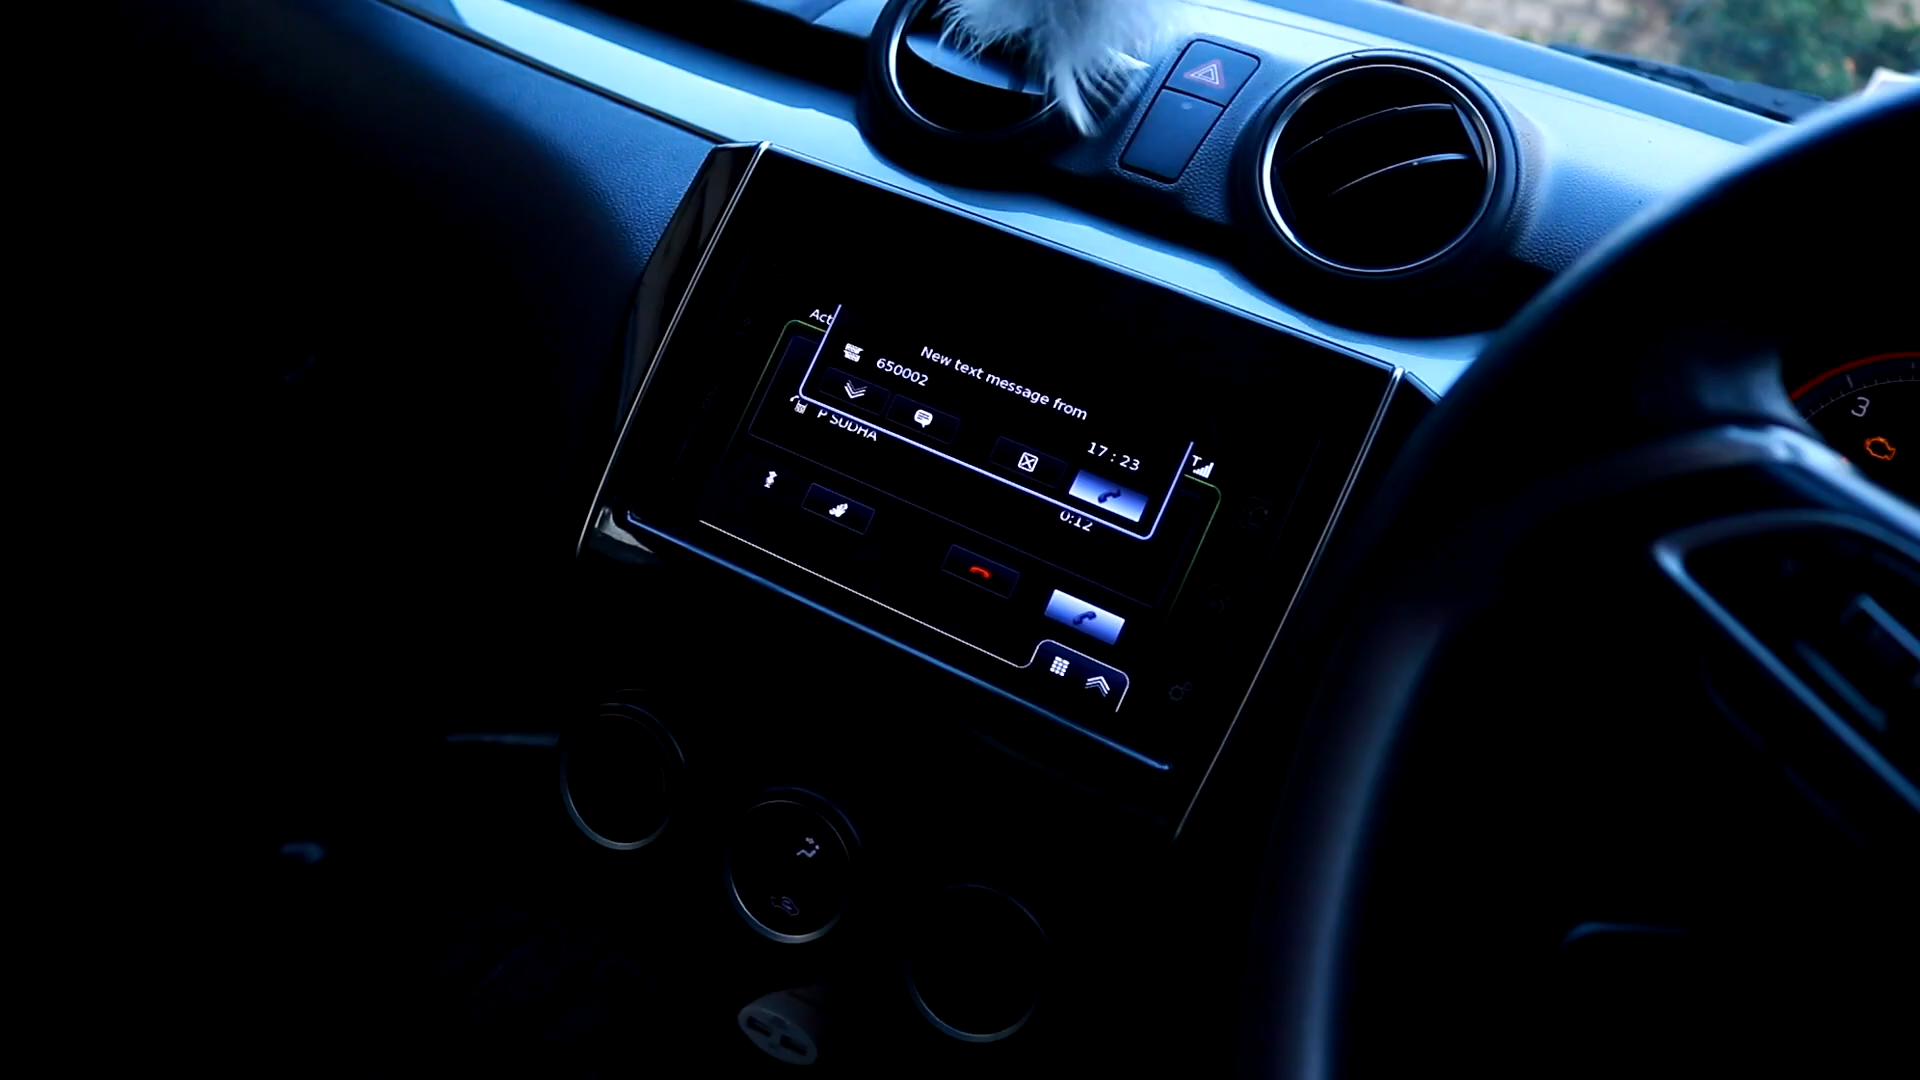 Act
New text message from
650002
17:23
P SUDHA
0:12
3